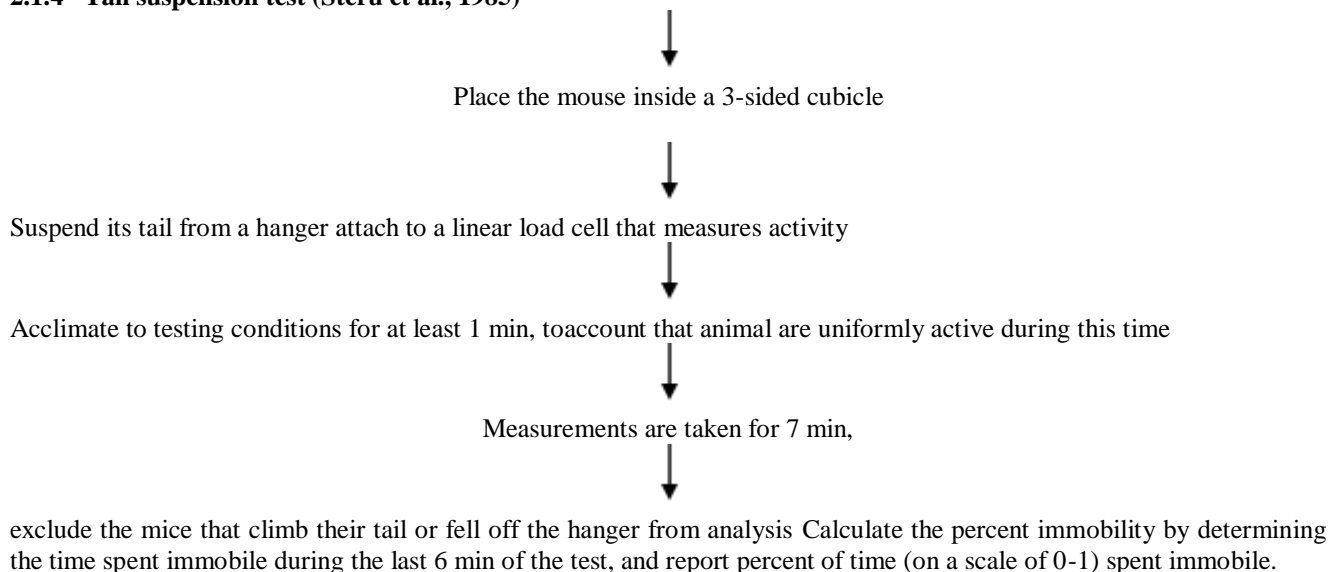 2.1.4 Tail suspension test (Steru et al., 1985)
Place the mouse inside a 3-sided cubicle
Suspend its tail from a hanger attach to a linear load cell that measures activity
Acclimate to testing conditions for at least 1 min, toaccount that animal are uniformly active during this time
Measurements are taken for 7 min,
exclude the mice that climb their tail or fell off the hanger from analysis Calculate the percent immobility by determining
the time spent immobile during the last 6 min of the test, and report percent of time (on a scale of 0-1) spent immobile.